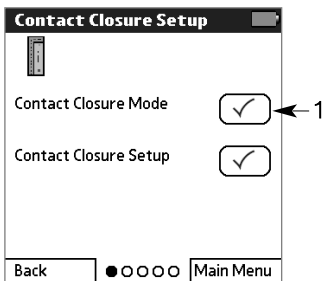 Contact Closure Setup
Contact Closure Mode
1
Contact Closure Setup
Back
Main Menu